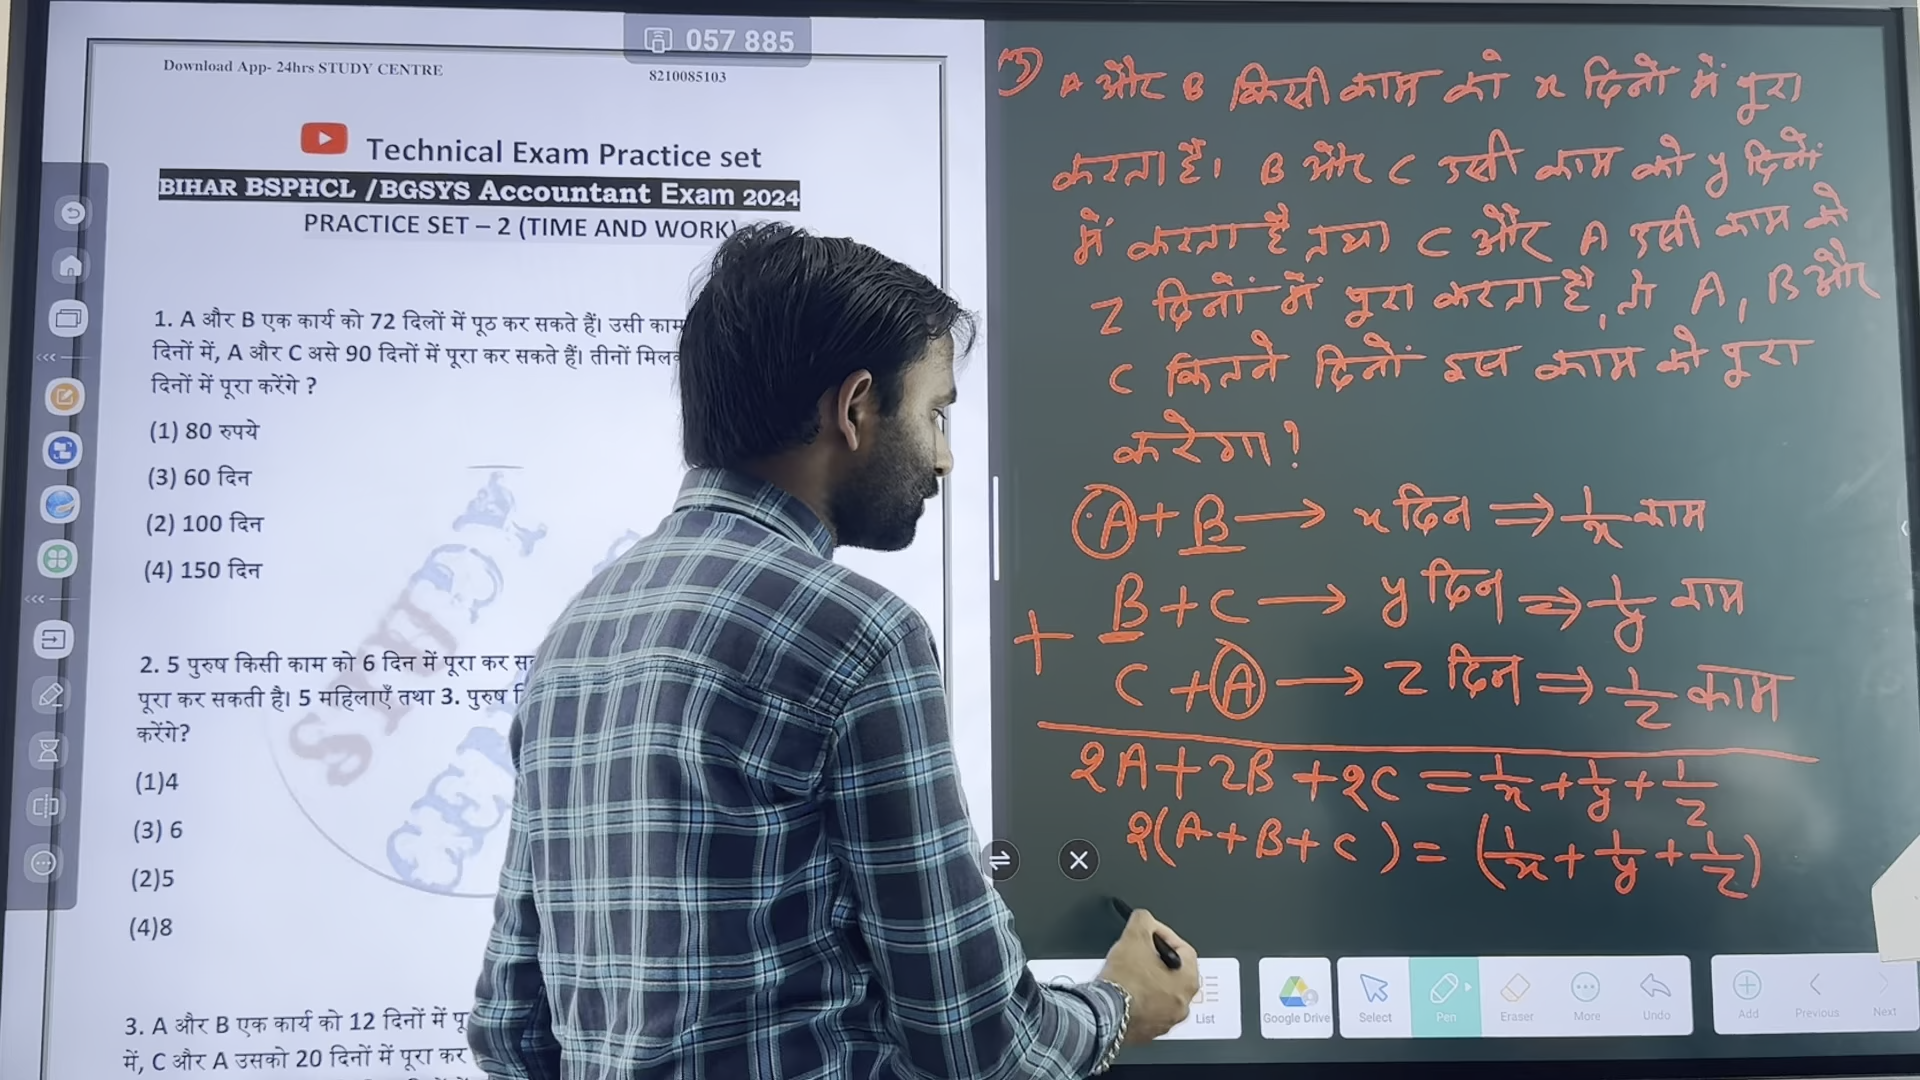 057 885
Download App- 24hrs STUDY CENTRE
8210085103
Technical Exam Practice set
BIHAR BSPHCL /BGSYS Accountant Exam 2024
PRACTICE SET – 2 (TIME AND WORK)
1. A और B एक कार्य को 72 दिलों में पूठ कर सकते हैं। उसी काम
दिनों में, A और C असे 90 दिनों में पूरा कर सकते हैं। तीनों
दिनों में पूरा करेंगे ?
(1) 80 रुपये
(3) 60 दिन
(2) 100 दिन
(4) 150 दिन
2. 5 पुरुष किसी काम को 6 दिन में पूरा कर
पूरा कर सकती है। 5 महिलाएँ तथा 3. पुरुष
करेंगे?
(1)4
(3) 6
(2)5
(4)8
3. A और B एक कार्य को 12 दिनों में
में, C और A उसको 20 दिनों में पूरा कर
A और B किसी काम को x दिनों में पूरा
करता है। B और C उसी काम को y दिनों
में करता है तथा C और A उसी काम को
z दिनों में पूरा करता है, तो A, B और
C कितने दिनों इस काम को पूरा
करेगा?
A + B → x दिन ⇒ 1/x काम
B + C → y दिन ⇒ 1/y काम
+
C + A → z दिन ⇒ 1/z काम
2A + 2B + 2C = 1/x + 1/y + 1/z
2(A + B + C) = (1/x + 1/y + 1/z)
List
Google Drive
Select
Pen
Eraser
More
Undo
Add
Previous
Next